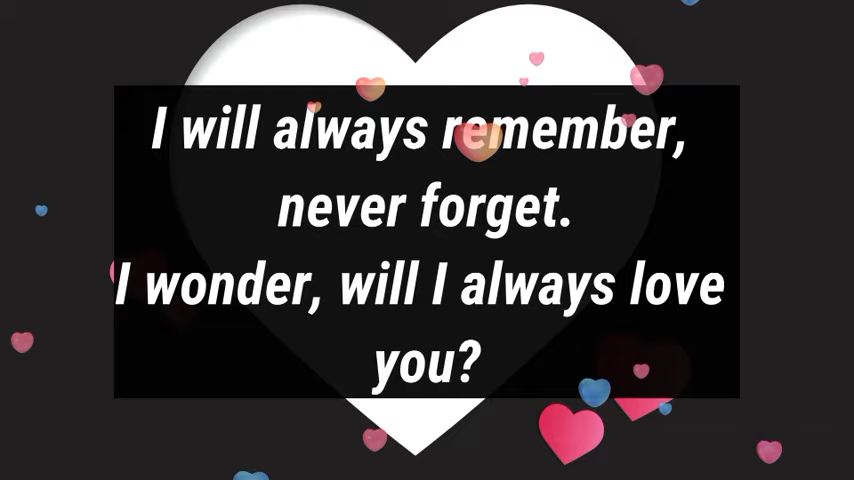 I will always remember,
never forget.
I wonder, will I always love
you?